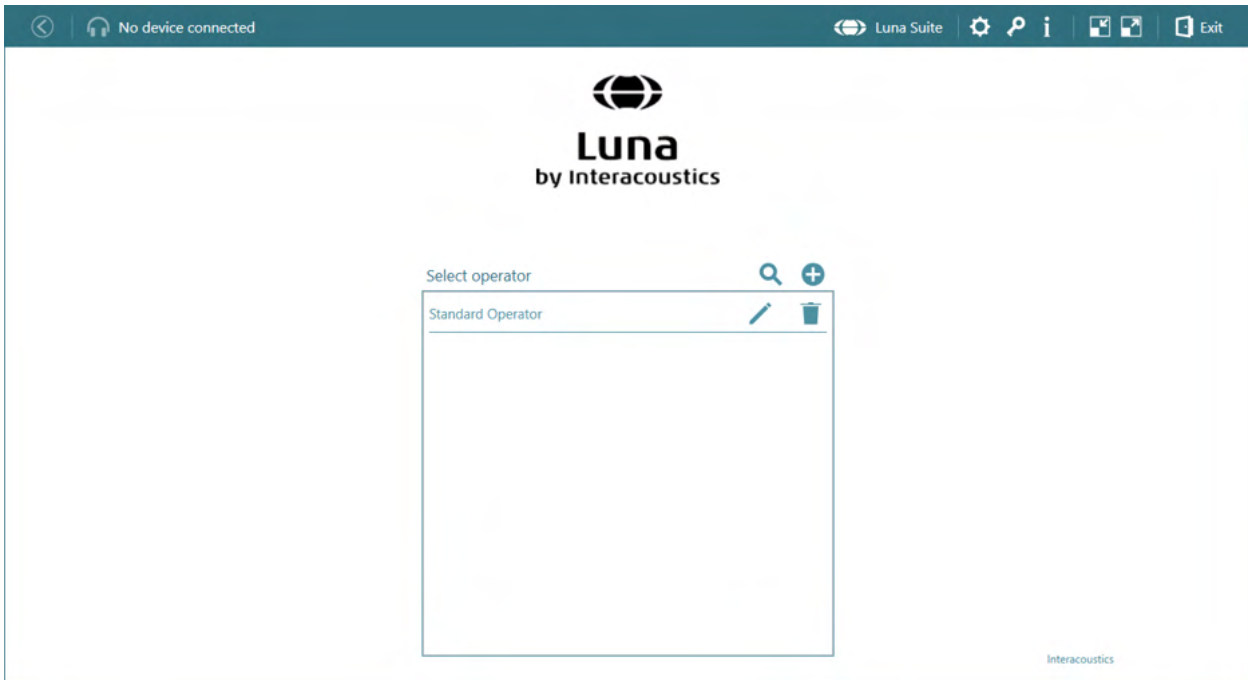 No device connected
Luna Suite
Exit
Luna
by Interacoustics
Select operator
Standard Operator
Interacoustics